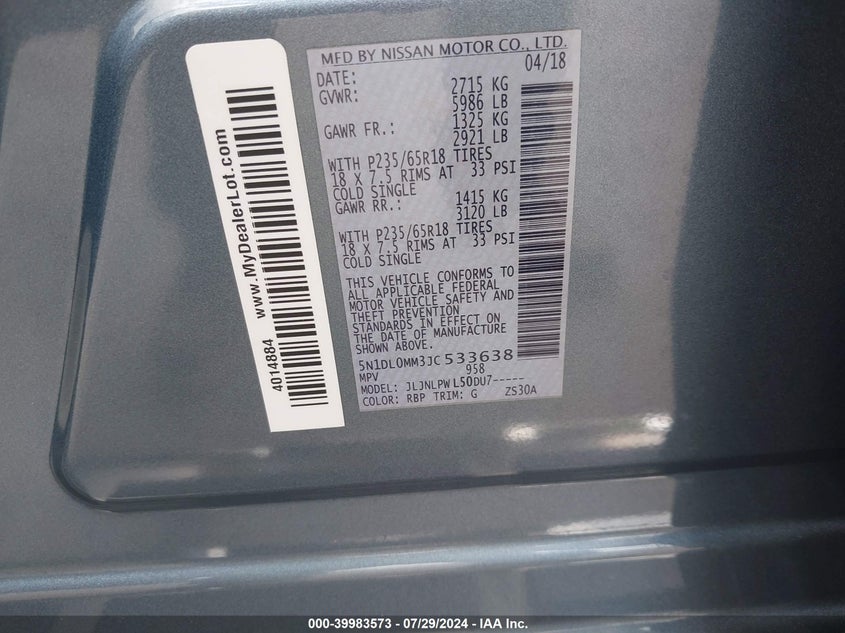 MFD BY NISSAN MOTOR CO., LTD.
DATE: 04/18
GVWR: 2715 KG
5986 LB
GAWR FR.: 1325 KG
2921 LB
WITH P235/65R18 TIRES
18 X 7.5 RIMS AT 33 PSI
COLD SINGLE
GAWR RR.: 1415 KG
3120 LB
WITH P235/65R18 TIRES
18 X 7.5 RIMS AT 33 PSI
COLD SINGLE
THIS VEHICLE CONFORMS TO
ALL APPLICABLE FEDERAL
MOTOR VEHICLE SAFETY AND
THEFT PREVENTION
STANDARDS IN EFFECT ON
THE DATE OF MANUFACTURE
SHOWN ABOVE.
5N1DL0MM3JC533638
MPV 958
MODEL: JLJNLPWL50DU7-----
COLOR: RBP TRIM: G ZS30A
4014884 www.MyDealerLot.com
000-39983573 / 07/29/2024 - IAA Inc.